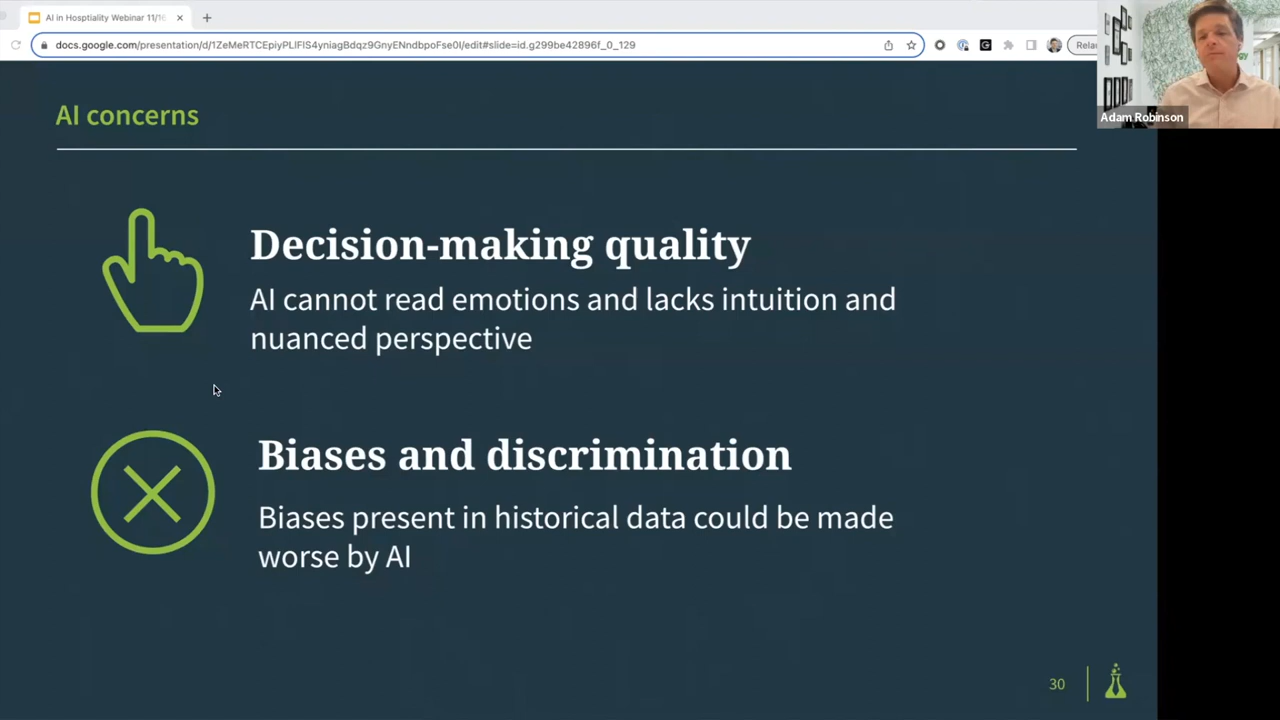 AI in Hosptiality Webinar 11/16
docs.google.com/presentation/d/1ZeMeRTCEpiyPLIFlS4yniagBdqz9GnyENndbpoFse0I/edit#slide=id.g299be42896f_0_129
Relau
Adam Robinson
AI concerns
Decision-making quality
AI cannot read emotions and lacks intuition and
nuanced perspective
Biases and discrimination
Biases present in historical data could be made
worse by AI
30